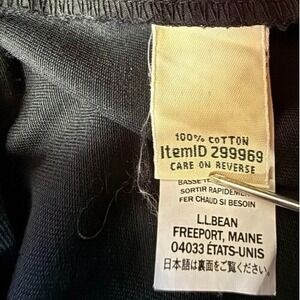 100% COTTON
ItemID 299969
CARE ON REVERSE
SORTIR RAPIDEMENT
FER CHAUD SI BESOIN
L.L.BEAN
FREEPORT, MAINE
04033 ÉTATS-UNIS
日本語は裏面をご覧ください